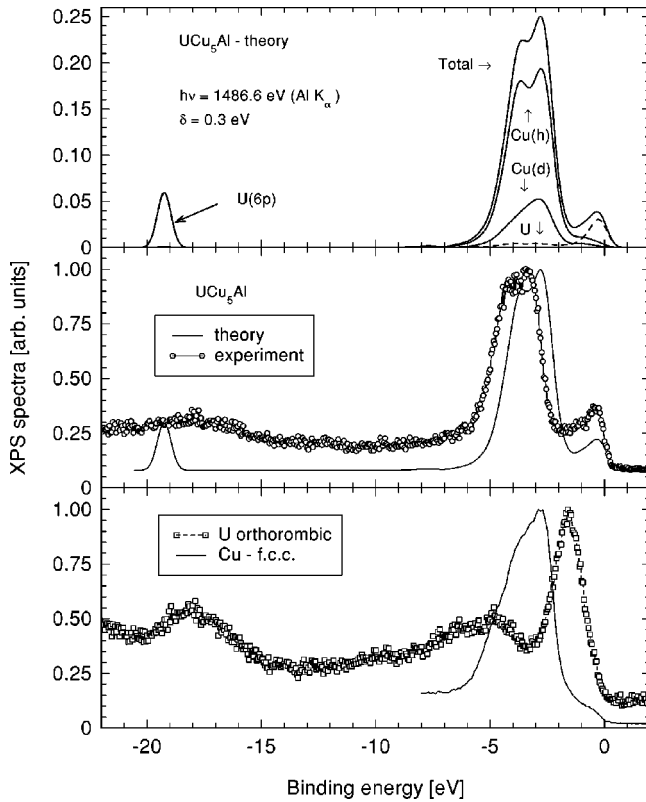 UCu5Al - theory
hν = 1486.6 eV (Al Kα)
δ = 0.3 eV
Total →
↑
Cu(h)
Cu(d)
↓
U ↓
U(6p)
0.25
0.20
0.15
0.10
0.05
0
UCu5Al
theory
experiment
1.00
0.75
0.50
0.25
0
U orthorombic
Cu - f.c.c.
1.00
0.75
0.50
0.25
0
-20 -15 -10 -5 0
Binding energy [eV]
XPS spectra [arb. units]